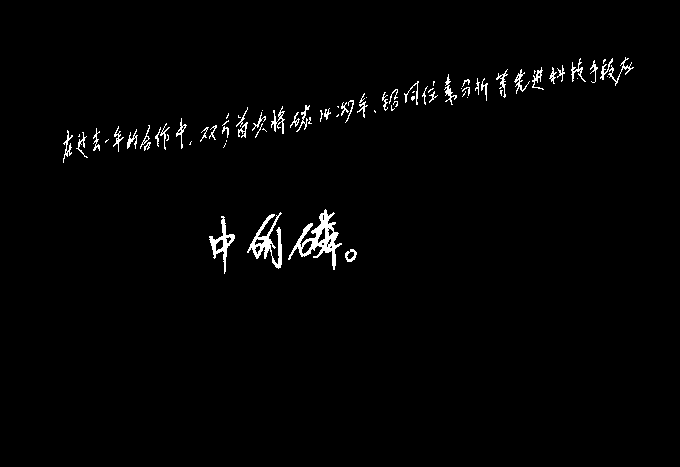 在过去一年的合作中，双方首次将碳14测年、铅同位素分析等先进科技手段应
中的磷。